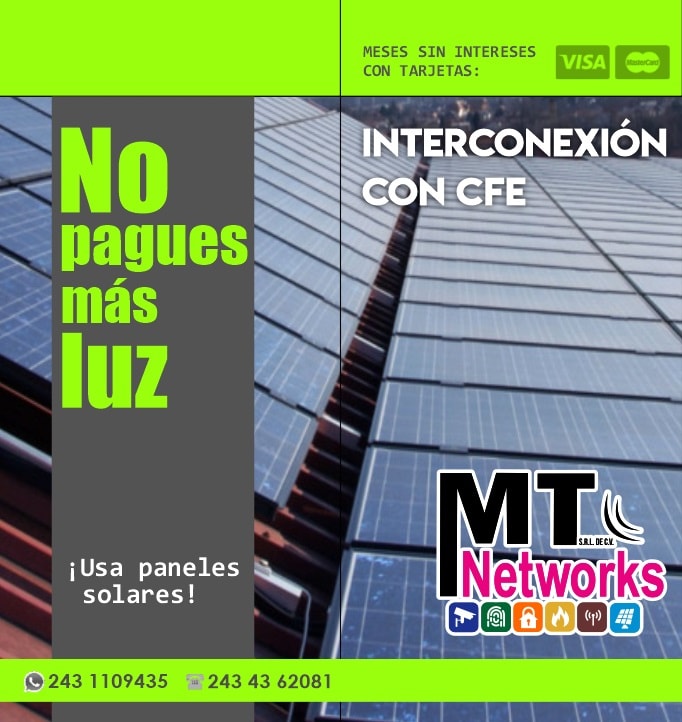 MESES SIN INTERESES
CON TARJETAS:
VISA
MasterCard
No
pagues
más
luz
INTERCONEXIÓN
CON CFE
¡Usa paneles
solares!
MT
S.R.L. DE C.V.
Networks
243 1109435
243 43 62081